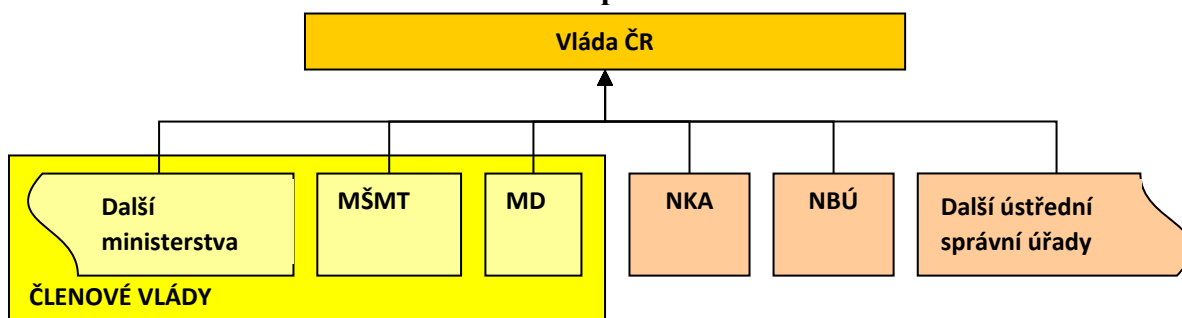 Vláda ČR
Další
ministerstva
MŠMT
MD
NKA
NBÚ
Další ústřední
správní úřady
ČLENOVÉ VLÁDY